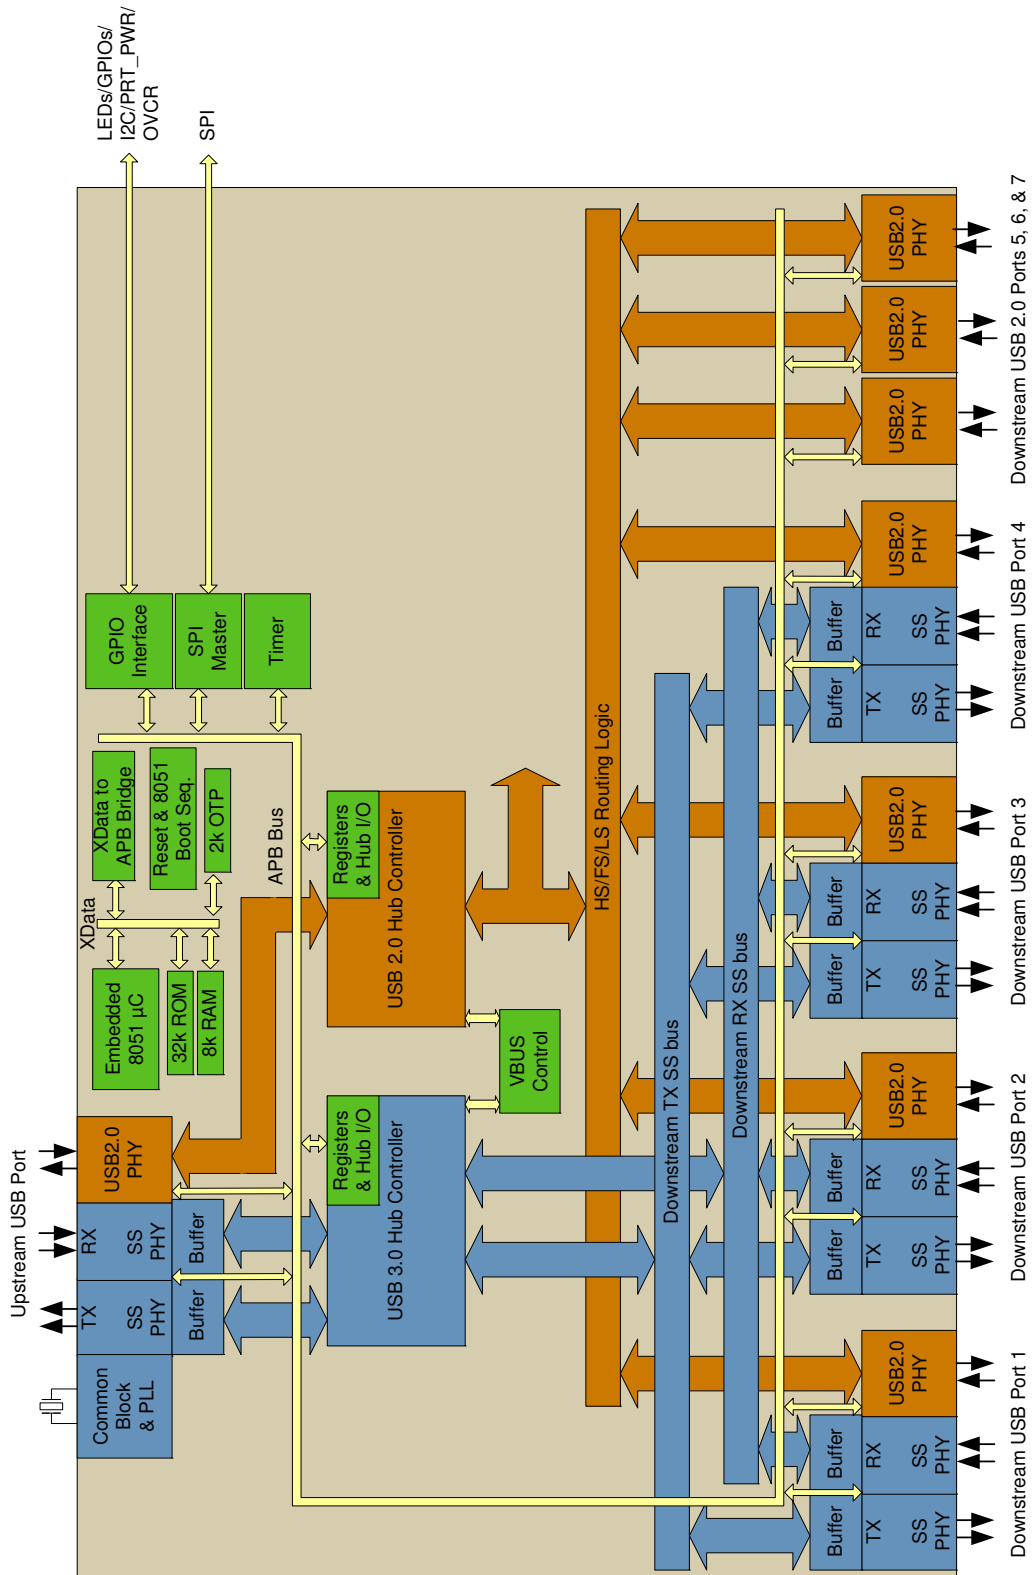 Upstream USB Port
Common
Block
& PLL
TX
SS
PHY
RX
SS
PHY
USB2.0
PHY
Buffer
Buffer
Embedded
8051 µC
32k ROM
8k RAM
XData
XData to
APB Bridge
Reset & 8051
Boot Seq.
2k OTP
GPIO
Interface
SPI
Master
Timer
LEDs/GPIOs/
I2C/PRT_PWR/
OVCR
SPI
APB Bus
Registers
& Hub I/O
USB 3.0 Hub Controller
Registers
& Hub I/O
USB 2.0 Hub Controller
VBUS
Control
HS/FS/LS Routing Logic
Downstream TX SS bus
Downstream RX SS bus
Buffer
TX
SS
PHY
Buffer
RX
SS
PHY
USB2.0
PHY
Buffer
TX
SS
PHY
Buffer
RX
SS
PHY
USB2.0
PHY
Buffer
TX
SS
PHY
Buffer
RX
SS
PHY
USB2.0
PHY
Buffer
TX
SS
PHY
Buffer
RX
SS
PHY
USB2.0
PHY
USB2.0
PHY
USB2.0
PHY
USB2.0
PHY
Downstream USB Port 1
Downstream USB Port 2
Downstream USB Port 3
Downstream USB Port 4
Downstream USB 2.0 Ports 5, 6, & 7